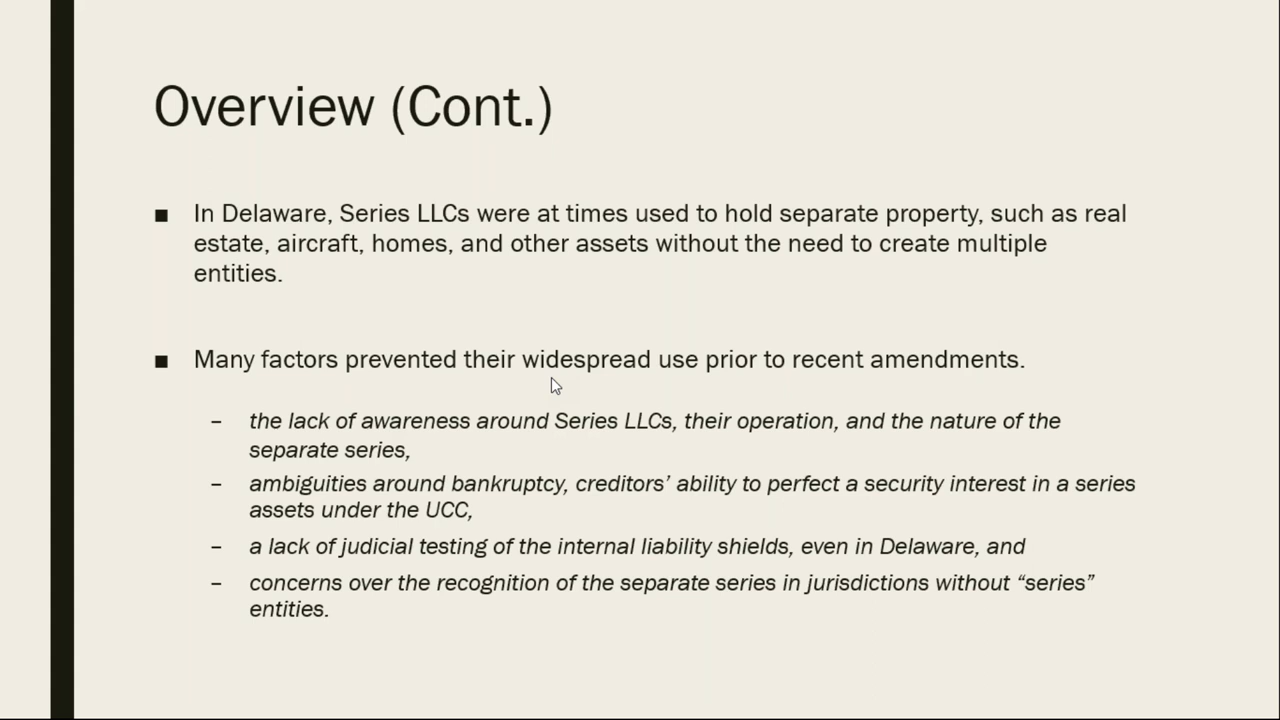 Overview (Cont.)
■ In Delaware, Series LLCs were at times used to hold separate property, such as real
estate, aircraft, homes, and other assets without the need to create multiple
entities.
■ Many factors prevented their widespread use prior to recent amendments.
– the lack of awareness around Series LLCs, their operation, and the nature of the
separate series,
– ambiguities around bankruptcy, creditors’ ability to perfect a security interest in a series
assets under the UCC,
– a lack of judicial testing of the internal liability shields, even in Delaware, and
– concerns over the recognition of the separate series in jurisdictions without “series”
entities.